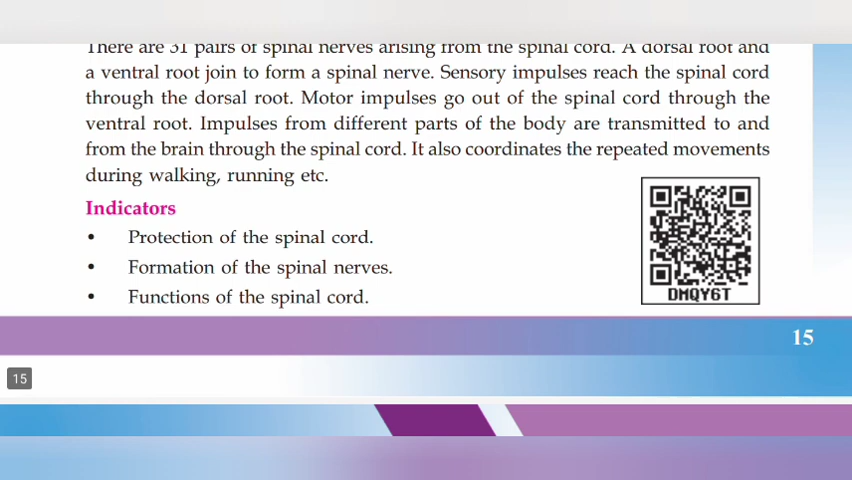 There are 31 pairs of spinal nerves arising from the spinal cord. A dorsal root and
a ventral root join to form a spinal nerve. Sensory impulses reach the spinal cord
through the dorsal root. Motor impulses go out of the spinal cord through the
ventral root. Impulses from different parts of the body are transmitted to and
from the brain through the spinal cord. It also coordinates the repeated movements
during walking, running etc.
Indicators
• Protection of the spinal cord.
• Formation of the spinal nerves.
• Functions of the spinal cord.
DMQY6T
15
15